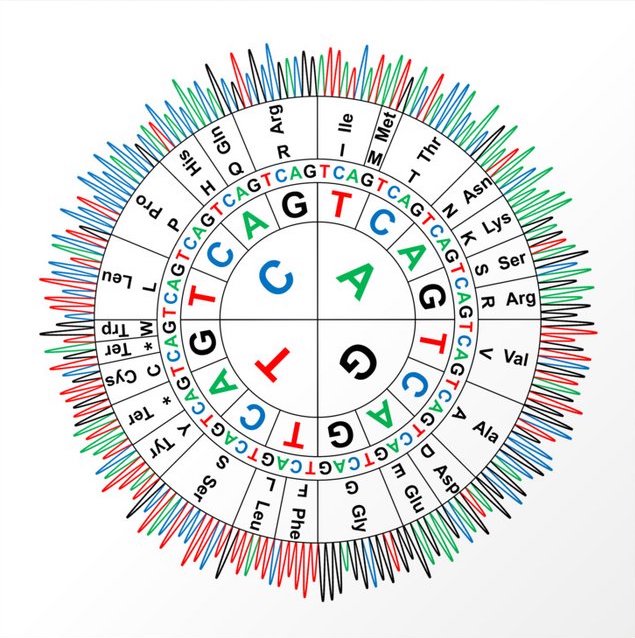 A G T C
T C A G T C A G T C A G T C A G
TCAGTCAGTCAGTCAGTCAGTCAGTCAGTCAGTCAGTCAGTCAGTCAGTCAGTCAGTCAGTCAG
I M T N K S R V A D E G F L S Y * C * W L P H Q R
Ile Met Thr Asn Lys Ser Arg Val Ala Asp Glu Gly Phe Leu Ser Tyr Ter Cys Ter Trp Leu Pro His Gln Arg